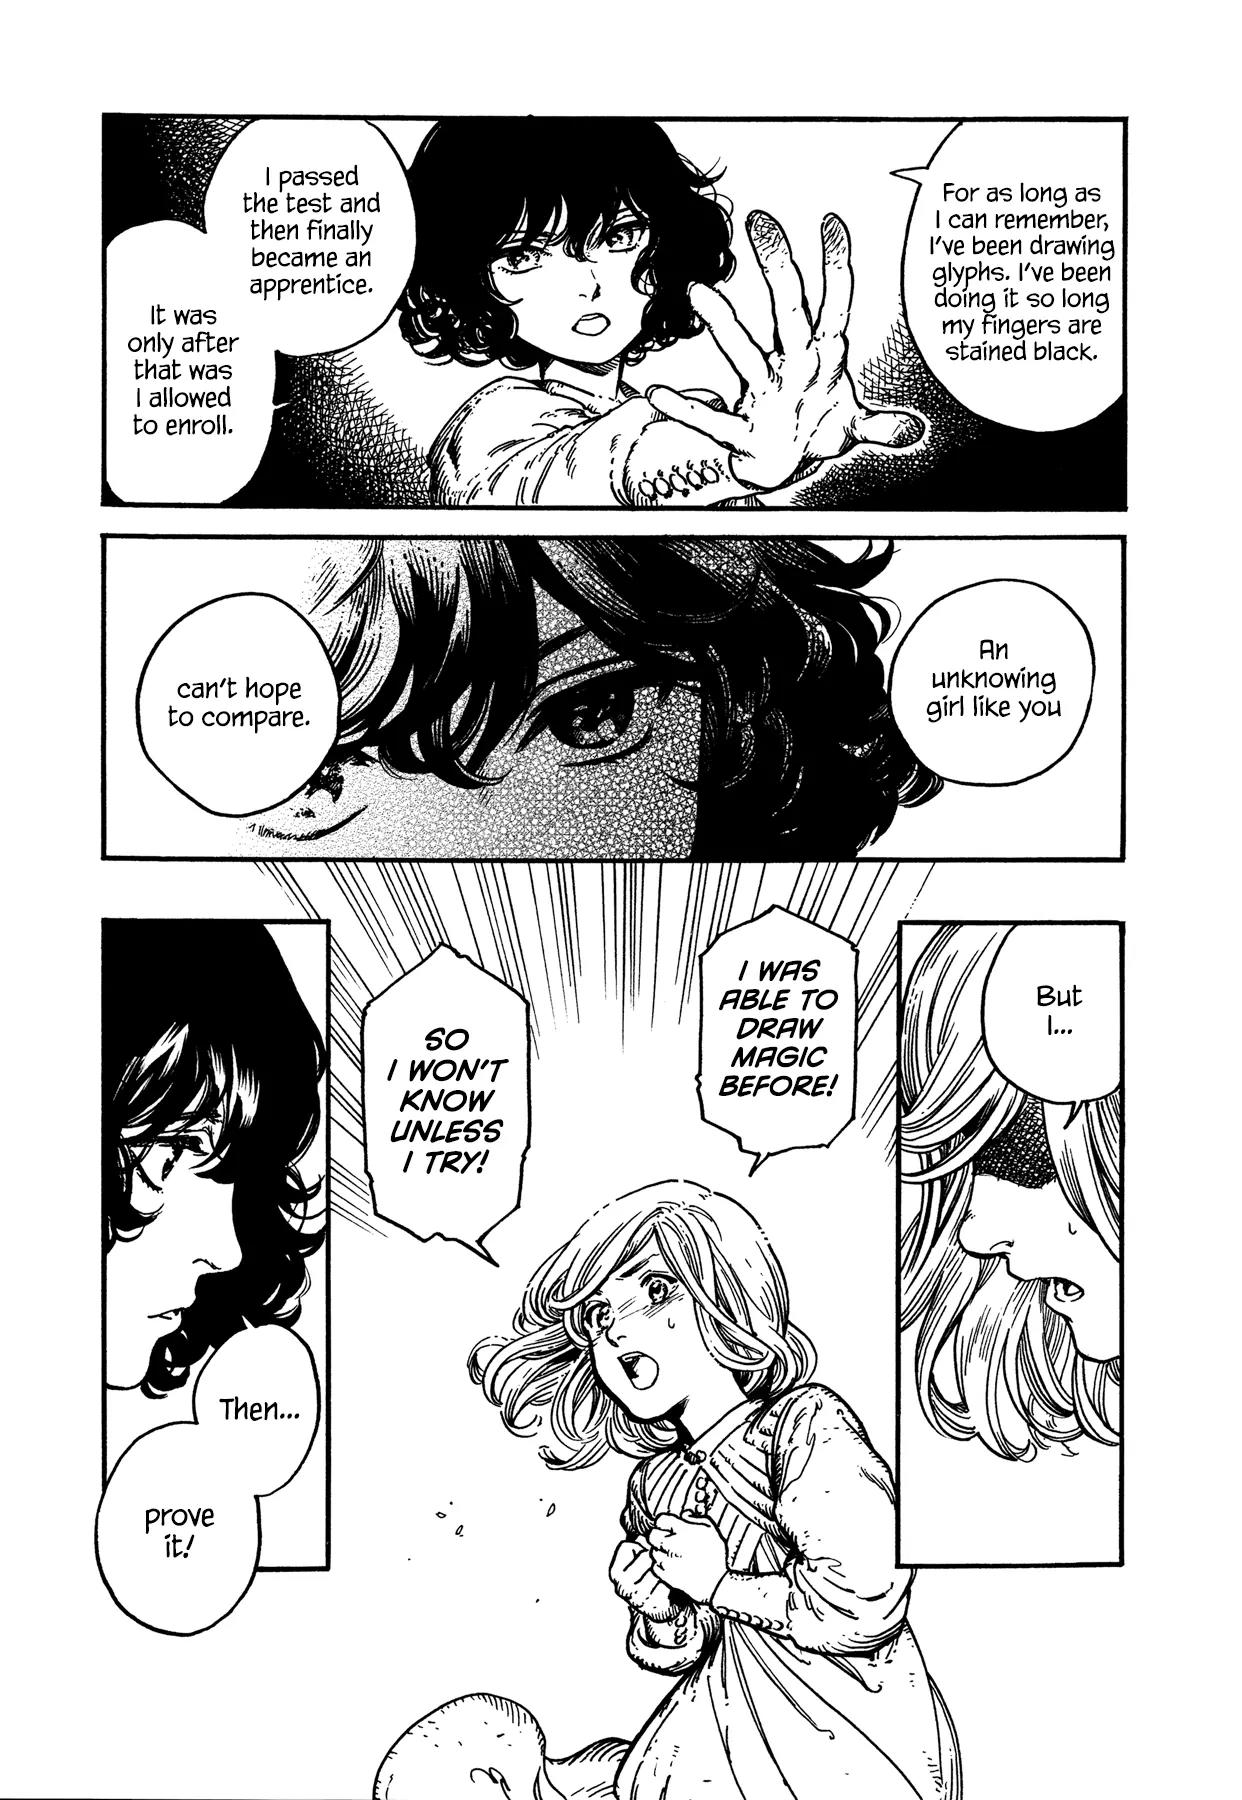 For as long as
I can remember,
I've been drawing
glyphs. I've been
doing it so long
my fingers are
stained black.
I passed
the test and
then finally
became an
apprentice.
It was
only after
that was
I allowed
to enroll.
An
unknowing
girl like you
can't hope
to compare.
But
I...
I WAS
ABLE TO
DRAW
MAGIC
BEFORE!
SO
I WON'T
KNOW
UNLESS
I TRY!
Then...
prove
it!